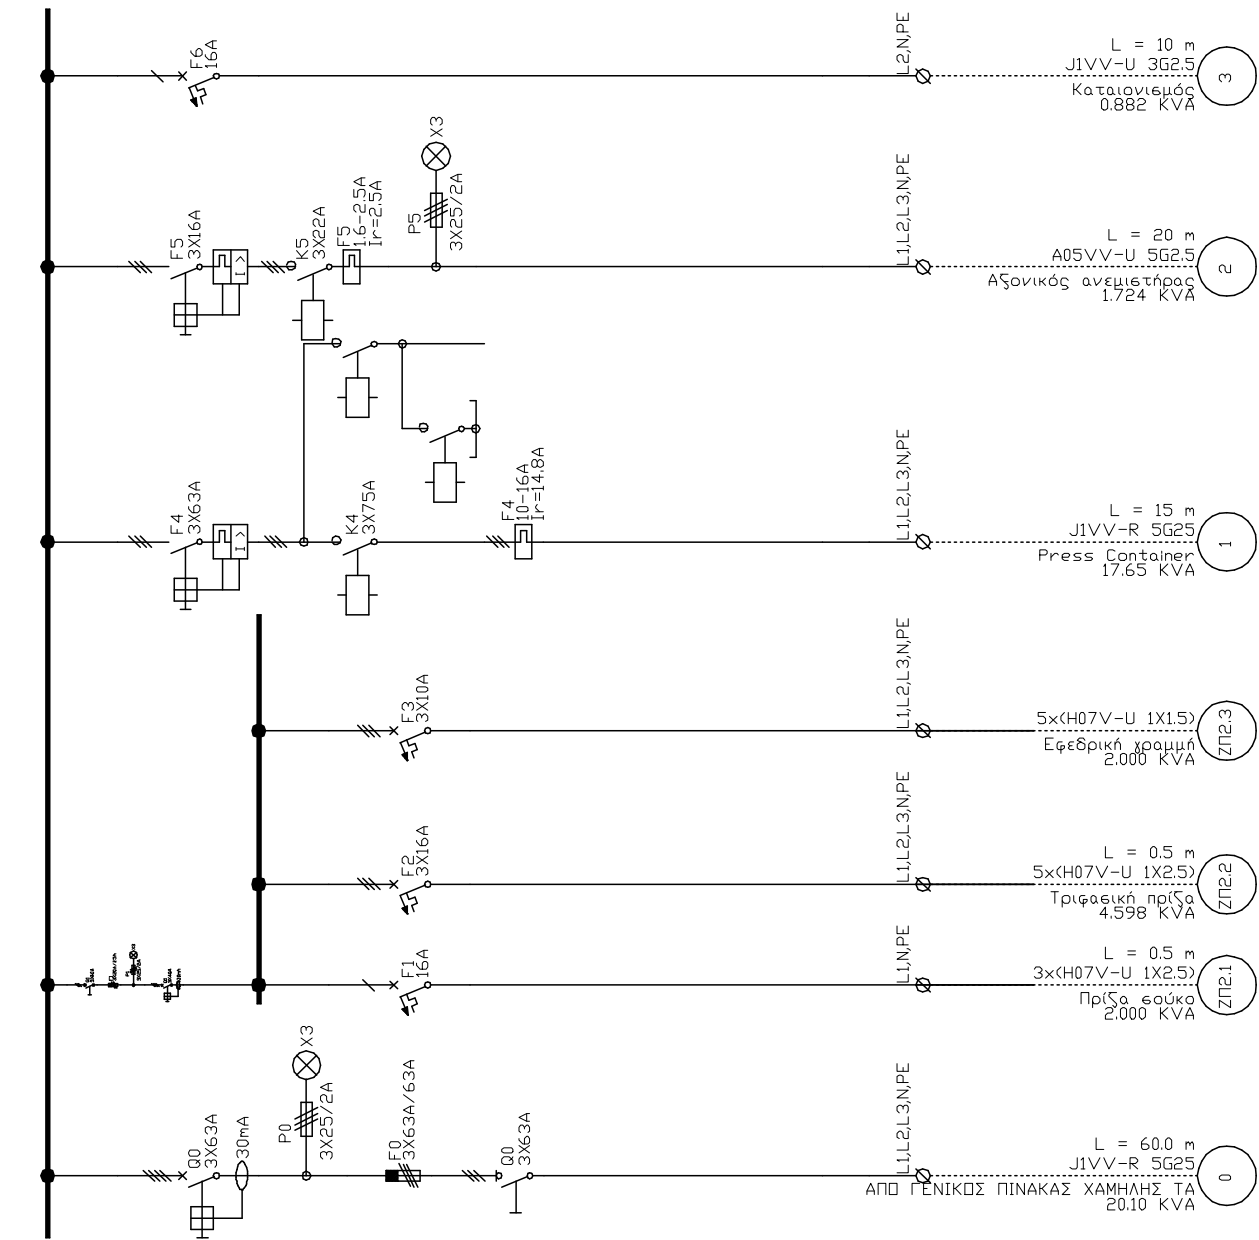 F6
16A
L2,N,PE
L = 10 m
J1VV-U 3G2.5
Καταιονισμός
0.882 KVA
3
F5
3X16A
I >
K5
3X22A
F5
1.6-2.5A
Ir=2.5A
P5
3X25/2A
X3
L1,L2,L3,N,PE
L = 20 m
A05VV-U 5G2.5
Αξονικός ανεμιστήρας
1.724 KVA
2
F4
3X63A
I >
K4
3X75A
F4
10-16A
Ir=14.8A
L1,L2,L3,N,PE
L = 15 m
J1VV-R 5G25
Press Container
17.65 KVA
1
F3
3X10A
L1,L2,L3,N,PE
5x(H07V-U 1X1.5)
Εφεδρική γραμμή
2.000 KVA
ΖΠ2.3
F2
3X16A
L1,L2,L3,N,PE
L = 0.5 m
5x(H07V-U 1X2.5)
Τριφασική πρίζα
4.598 KVA
ΖΠ2.2
F1
16A
L1,N,PE
L = 0.5 m
3x(H07V-U 1X2.5)
Πρίζα σούκο
2.000 KVA
ΖΠ2.1
Q0
3X63A
30mA
P0
3X25/2A
X3
F0
3X63A/63A
Q0
3X63A
L1,L2,L3,N,PE
L = 60.0 m
J1VV-R 5G25
ΑΠΟ ΓΕΝΙΚΟΣ ΠΙΝΑΚΑΣ ΧΑΜΗΛΗΣ ΤΑ
20.10 KVA
0